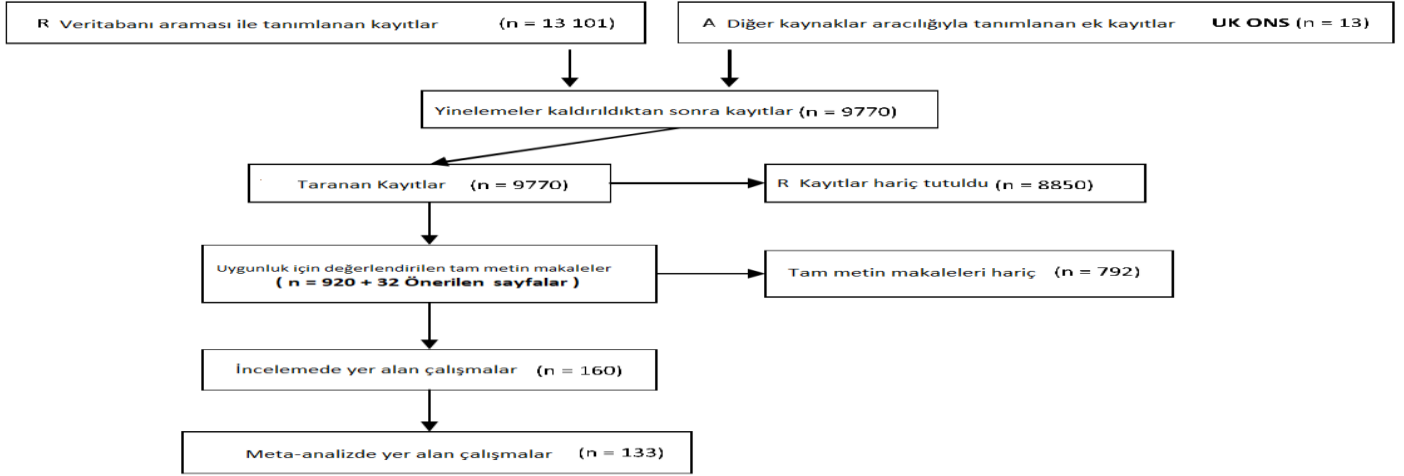 R Veritabanı araması ile tanımlanan kayıtlar (n = 13 101)
A Diğer kaynaklar aracılığıyla tanımlanan ek kayıtlar UK ONS (n = 13)
Yinelemeler kaldırıldıktan sonra kayıtlar (n = 9770)
Taranan Kayıtlar (n = 9770)
R Kayıtlar hariç tutuldu (n = 8850)
Uygunluk için değerlendirilen tam metin makaleler
( n = 920 + 32 Önerilen sayfalar )
Tam metin makaleleri hariç (n = 792)
İncelemede yer alan çalışmalar (n = 160)
Meta-analizde yer alan çalışmalar (n = 133)